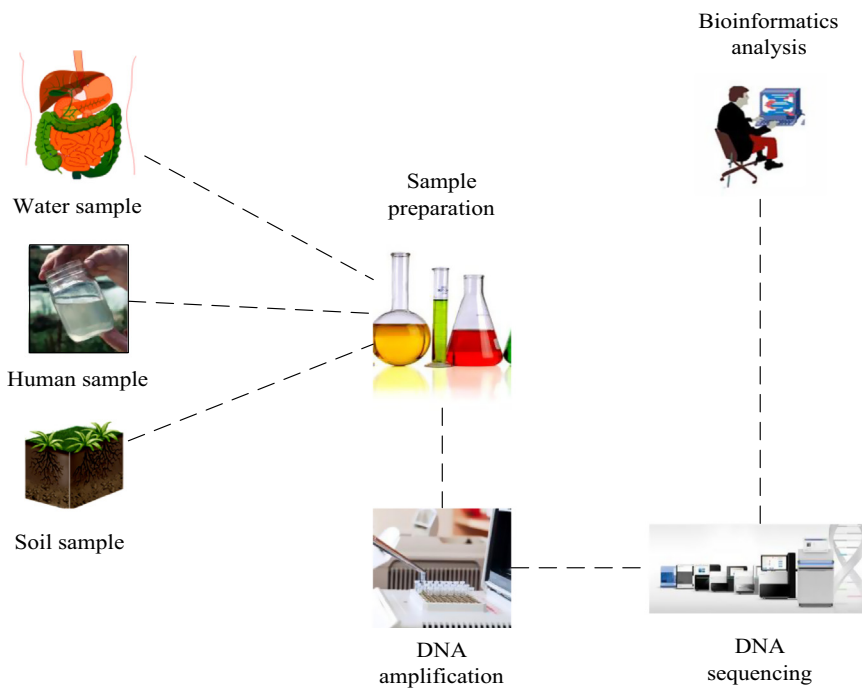 Bioinformatics
analysis
Water sample
Sample
preparation
Human sample
Soil sample
DNA
amplification
DNA
sequencing